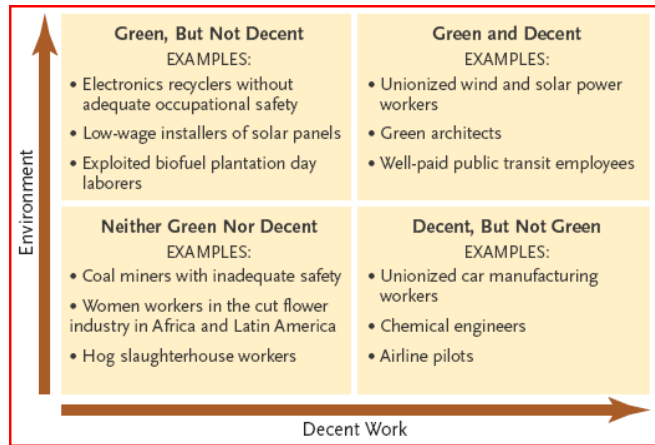 Green, But Not Decent
EXAMPLES:
• Electronics recyclers without
adequate occupational safety
• Low-wage installers of solar panels
• Exploited biofuel plantation day
laborers
Green and Decent
EXAMPLES:
• Unionized wind and solar power
workers
• Green architects
• Well-paid public transit employees
Neither Green Nor Decent
EXAMPLES:
• Coal miners with inadequate safety
• Women workers in the cut flower
industry in Africa and Latin America
• Hog slaughterhouse workers
Decent, But Not Green
EXAMPLES:
• Unionized car manufacturing
workers
• Chemical engineers
• Airline pilots
Environment
Decent Work